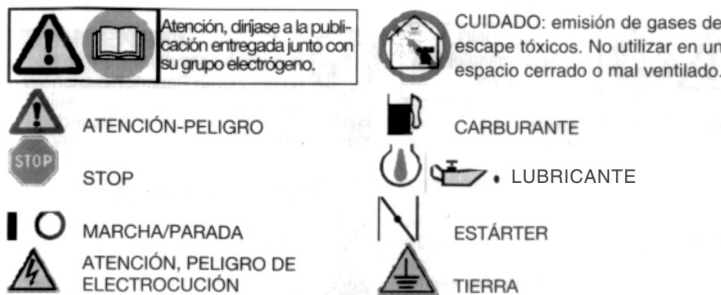 Atención, diríjase a la publi-
cación entregada junto con
su grupo electrógeno.
CUIDADO: emisión de gases de
escape tóxicos. No utilizar en un
espacio cerrado o mal ventilado.
ATENCIÓN-PELIGRO
CARBURANTE
STOP
STOP
LUBRICANTE
MARCHA/PARADA
ESTÁRTER
ATENCIÓN, PELIGRO DE
ELECTROCUCIÓN
TIERRA